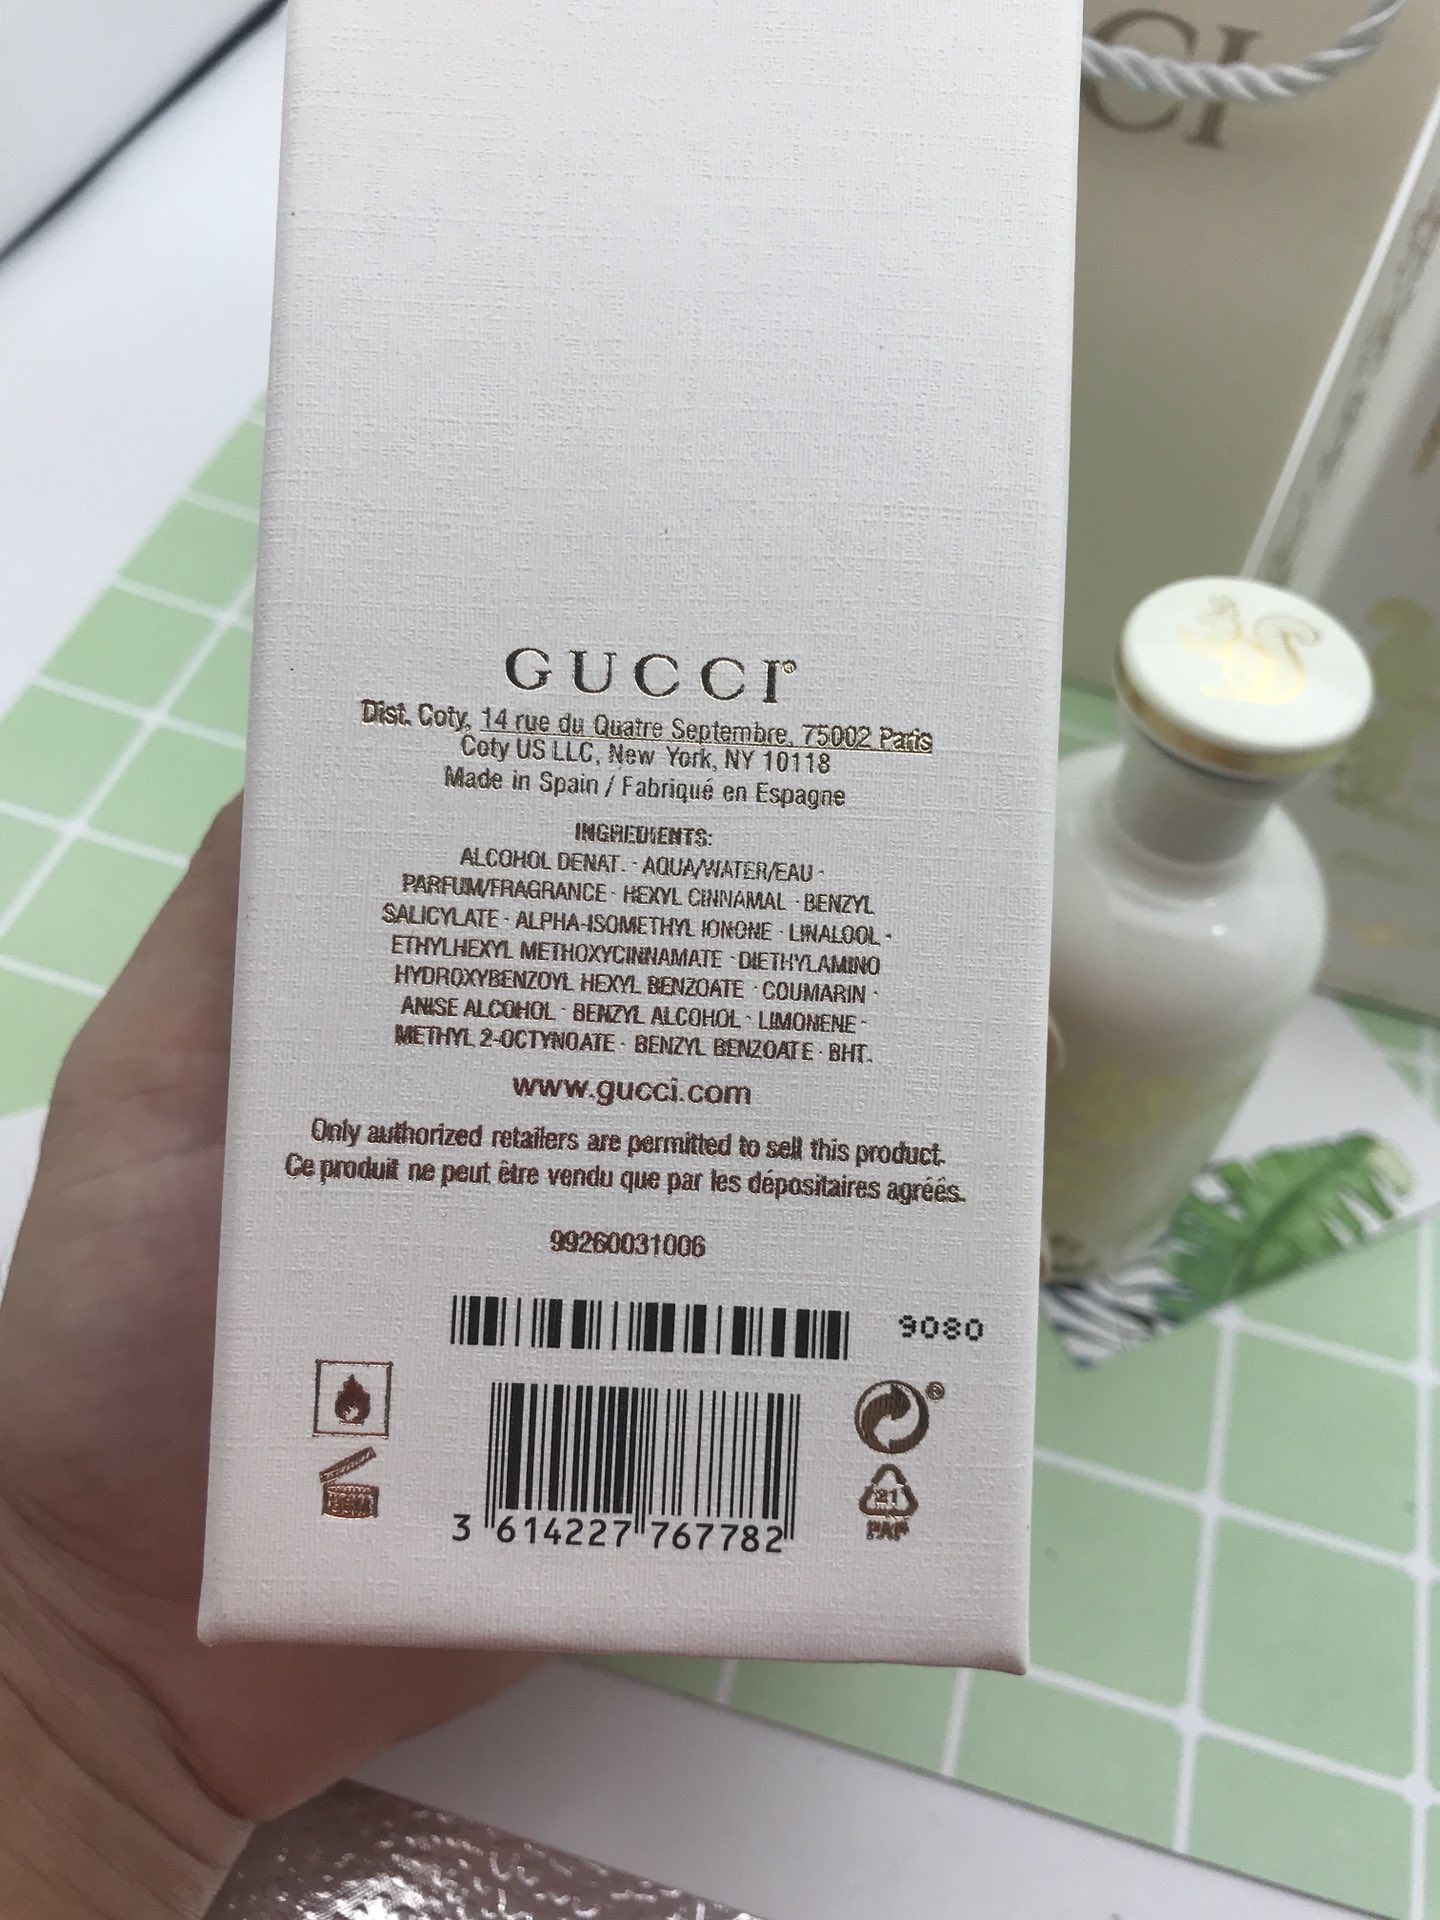 CI
GUCCI®
Dist. Coty, 14 rue du Quatre Septembre, 75002 Paris
Coty US LLC, New York, NY 10118
Made in Spain / Fabriqué en Espagne
INGREDIENTS:
ALCOHOL DENAT. · AQUA/WATER/EAU ·
PARFUM/FRAGRANCE · HEXYL CINNAMAL · BENZYL
SALICYLATE · ALPHA-ISOMETHYL IONONE · LINALOOL ·
ETHYLHEXYL METHOXYCINNAMATE · DIETHYLAMINO
HYDROXYBENZOYL HEXYL BENZOATE · COUMARIN ·
ANISE ALCOHOL · BENZYL ALCOHOL · LIMONENE ·
METHYL 2-OCTYNOATE · BENZYL BENZOATE · BHT.
www.gucci.com
Only authorized retailers are permitted to sell this product.
Ce produit ne peut être vendu que par les dépositaires agréés.
99260031006
9080
®
21
PAP
3 614227 767782